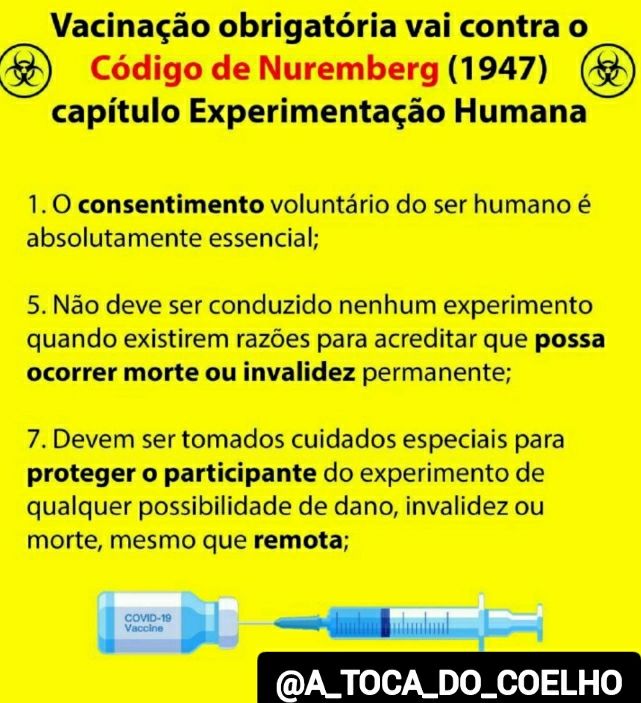 Vacinação obrigatória vai contra o
Código de Nuremberg (1947)
capítulo Experimentação Humana
1. O consentimento voluntário do ser humano é
absolutamente essencial;
5. Não deve ser conduzido nenhum experimento
quando existirem razões para acreditar que possa
ocorrer morte ou invalidez permanente;
7. Devem ser tomados cuidados especiais para
proteger o participante do experimento de
qualquer possibilidade de dano, invalidez ou
morte, mesmo que remota;
COVID-19
Vaccine
@A_TOCA_DO_COELHO